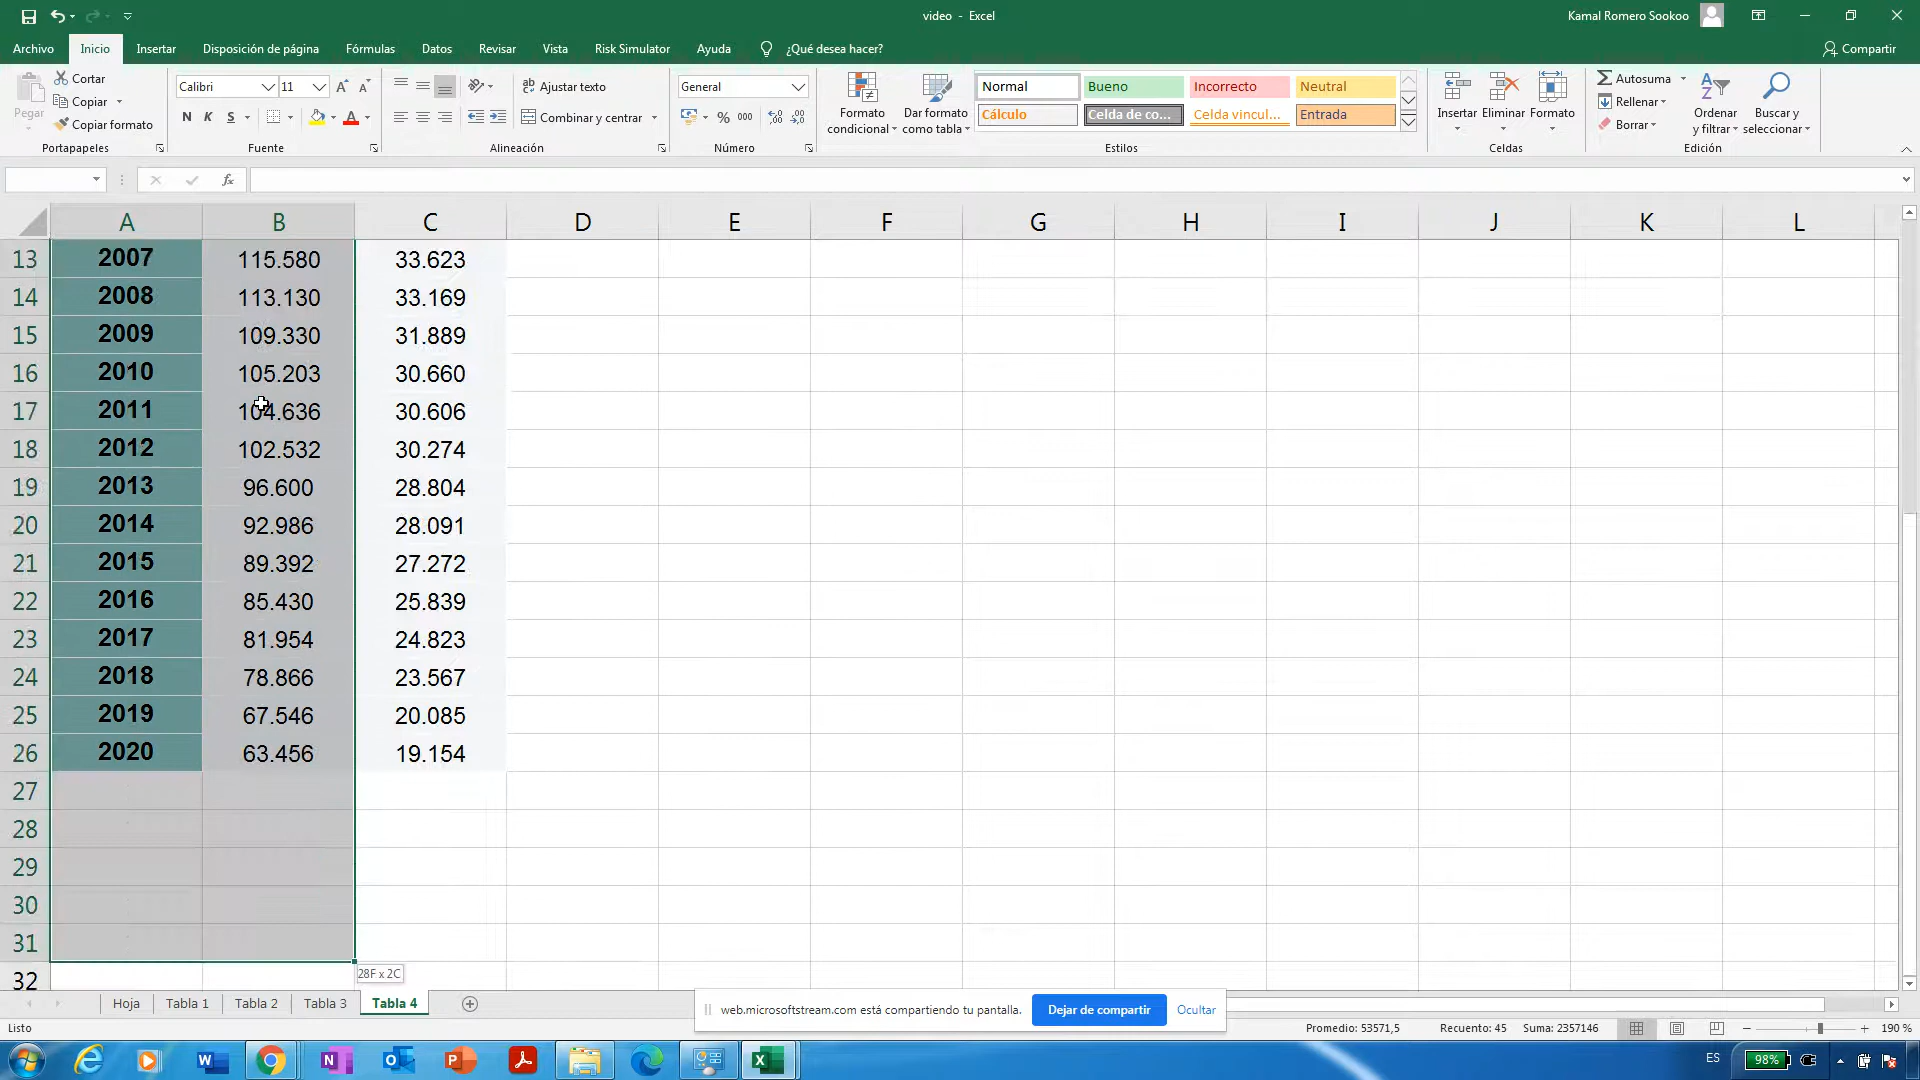 video - Excel
Kamal Romero Sookoo
Archivo Inicio Insertar Disposición de página Fórmulas Datos Revisar Vista Risk Simulator Ayuda ¿Qué desea hacer? Compartir
Pegar
Cortar
Copiar
Copiar formato
Portapapeles
Calibri 11
N K S
Fuente
Ajustar texto
Combinar y centrar
Alineación
General
% 000
Número
Formato condicional
Dar formato como tabla
Normal Bueno Incorrecto Neutral
Cálculo Celda de co... Celda vincul... Entrada
Estilos
Insertar Eliminar Formato
Celdas
Autosuma
Rellenar
Borrar
Ordenar y filtrar
Buscar y seleccionar
Edición
fx
A B C D E F G H I J K L
13 2007 115.580 33.623
14 2008 113.130 33.169
15 2009 109.330 31.889
16 2010 105.203 30.660
17 2011 104.636 30.606
18 2012 102.532 30.274
19 2013 96.600 28.804
20 2014 92.986 28.091
21 2015 89.392 27.272
22 2016 85.430 25.839
23 2017 81.954 24.823
24 2018 78.866 23.567
25 2019 67.546 20.085
26 2020 63.456 19.154
27
28
29
30
31
32
28F x 2C
Hoja Tabla 1 Tabla 2 Tabla 3 Tabla 4
web.microsoftstream.com está compartiendo tu pantalla. Dejar de compartir Ocultar
Listo Promedio: 53571,5 Recuento: 45 Suma: 2357146 190 %
ES 98%